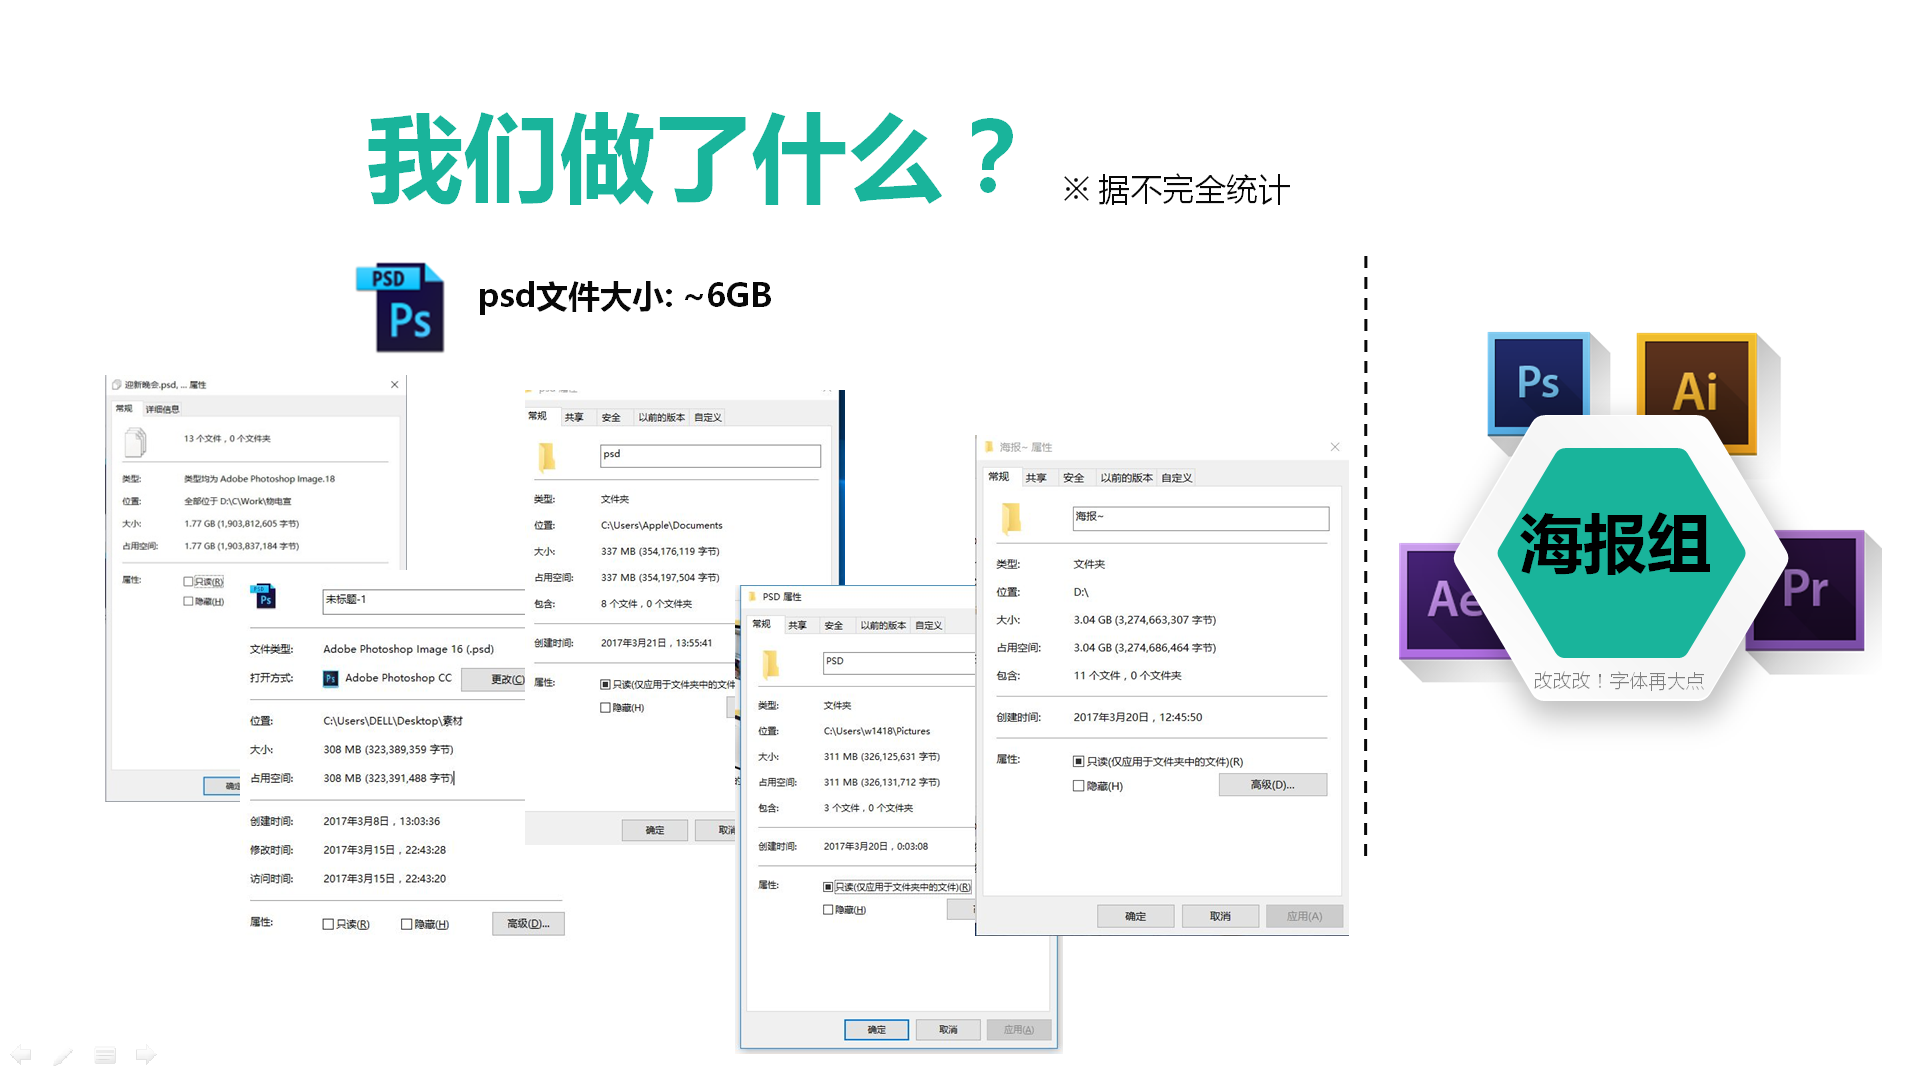 我们做了什么？
※ 据不完全统计
PSD
Ps
psd文件大小: ~6GB
迎新晚会.psd, ... 属性
常规
详细信息
13 个文件，0 个文件夹
类型:
类型均为 Adobe Photoshop Image.18
位置:
全部位于 D:\C\Work\物电宣
大小:
1.77 GB (1,903,812,605 字节)
占用空间:
1.77 GB (1,903,837,184 字节)
属性:
只读(R)
隐藏(H)
确定
Ps
未标题-1
文件类型:
Adobe Photoshop Image 16 (.psd)
打开方式:
Ps
Adobe Photoshop CC
更改(C)
位置:
C:\Users\DELL\Desktop\素材
大小:
308 MB (323,389,359 字节)
占用空间:
308 MB (323,391,488 字节)
创建时间:
2017年3月8日，13:03:36
修改时间:
2017年3月15日，22:43:28
访问时间:
2017年3月15日，22:43:20
属性:
只读(R)
隐藏(H)
高级(D)...
常规
共享
安全
以前的版本
自定义
psd
类型:
文件夹
位置:
C:\Users\Apple\Documents
大小:
337 MB (354,176,119 字节)
占用空间:
337 MB (354,197,504 字节)
包含:
8 个文件，0 个文件夹
创建时间:
2017年3月21日，13:55:41
属性:
只读(仅应用于文件夹中的文件
隐藏(H)
确定
取消
PSD 属性
常规
共享
安全
以前的版本
自定义
PSD
类型:
文件夹
位置:
C:\Users\w1418\Pictures
大小:
311 MB (326,125,631 字节)
占用空间:
311 MB (326,131,712 字节)
包含:
3 个文件，0 个文件夹
创建时间:
2017年3月20日，0:03:08
属性:
只读(仅应用于文件夹中的文件)(R)
隐藏(H)
确定
取消
应用(A)
海报~ 属性
常规
共享
安全
以前的版本
自定义
海报~
类型:
文件夹
位置:
D:\
大小:
3.04 GB (3,274,663,307 字节)
占用空间:
3.04 GB (3,274,686,464 字节)
包含:
11 个文件，0 个文件夹
创建时间:
2017年3月20日，12:45:50
属性:
只读(仅应用于文件夹中的文件)(R)
隐藏(H)
高级(D)...
确定
取消
应用(A)
Ps
Ai
Ae
Pr
海报组
改改改！字体再大点